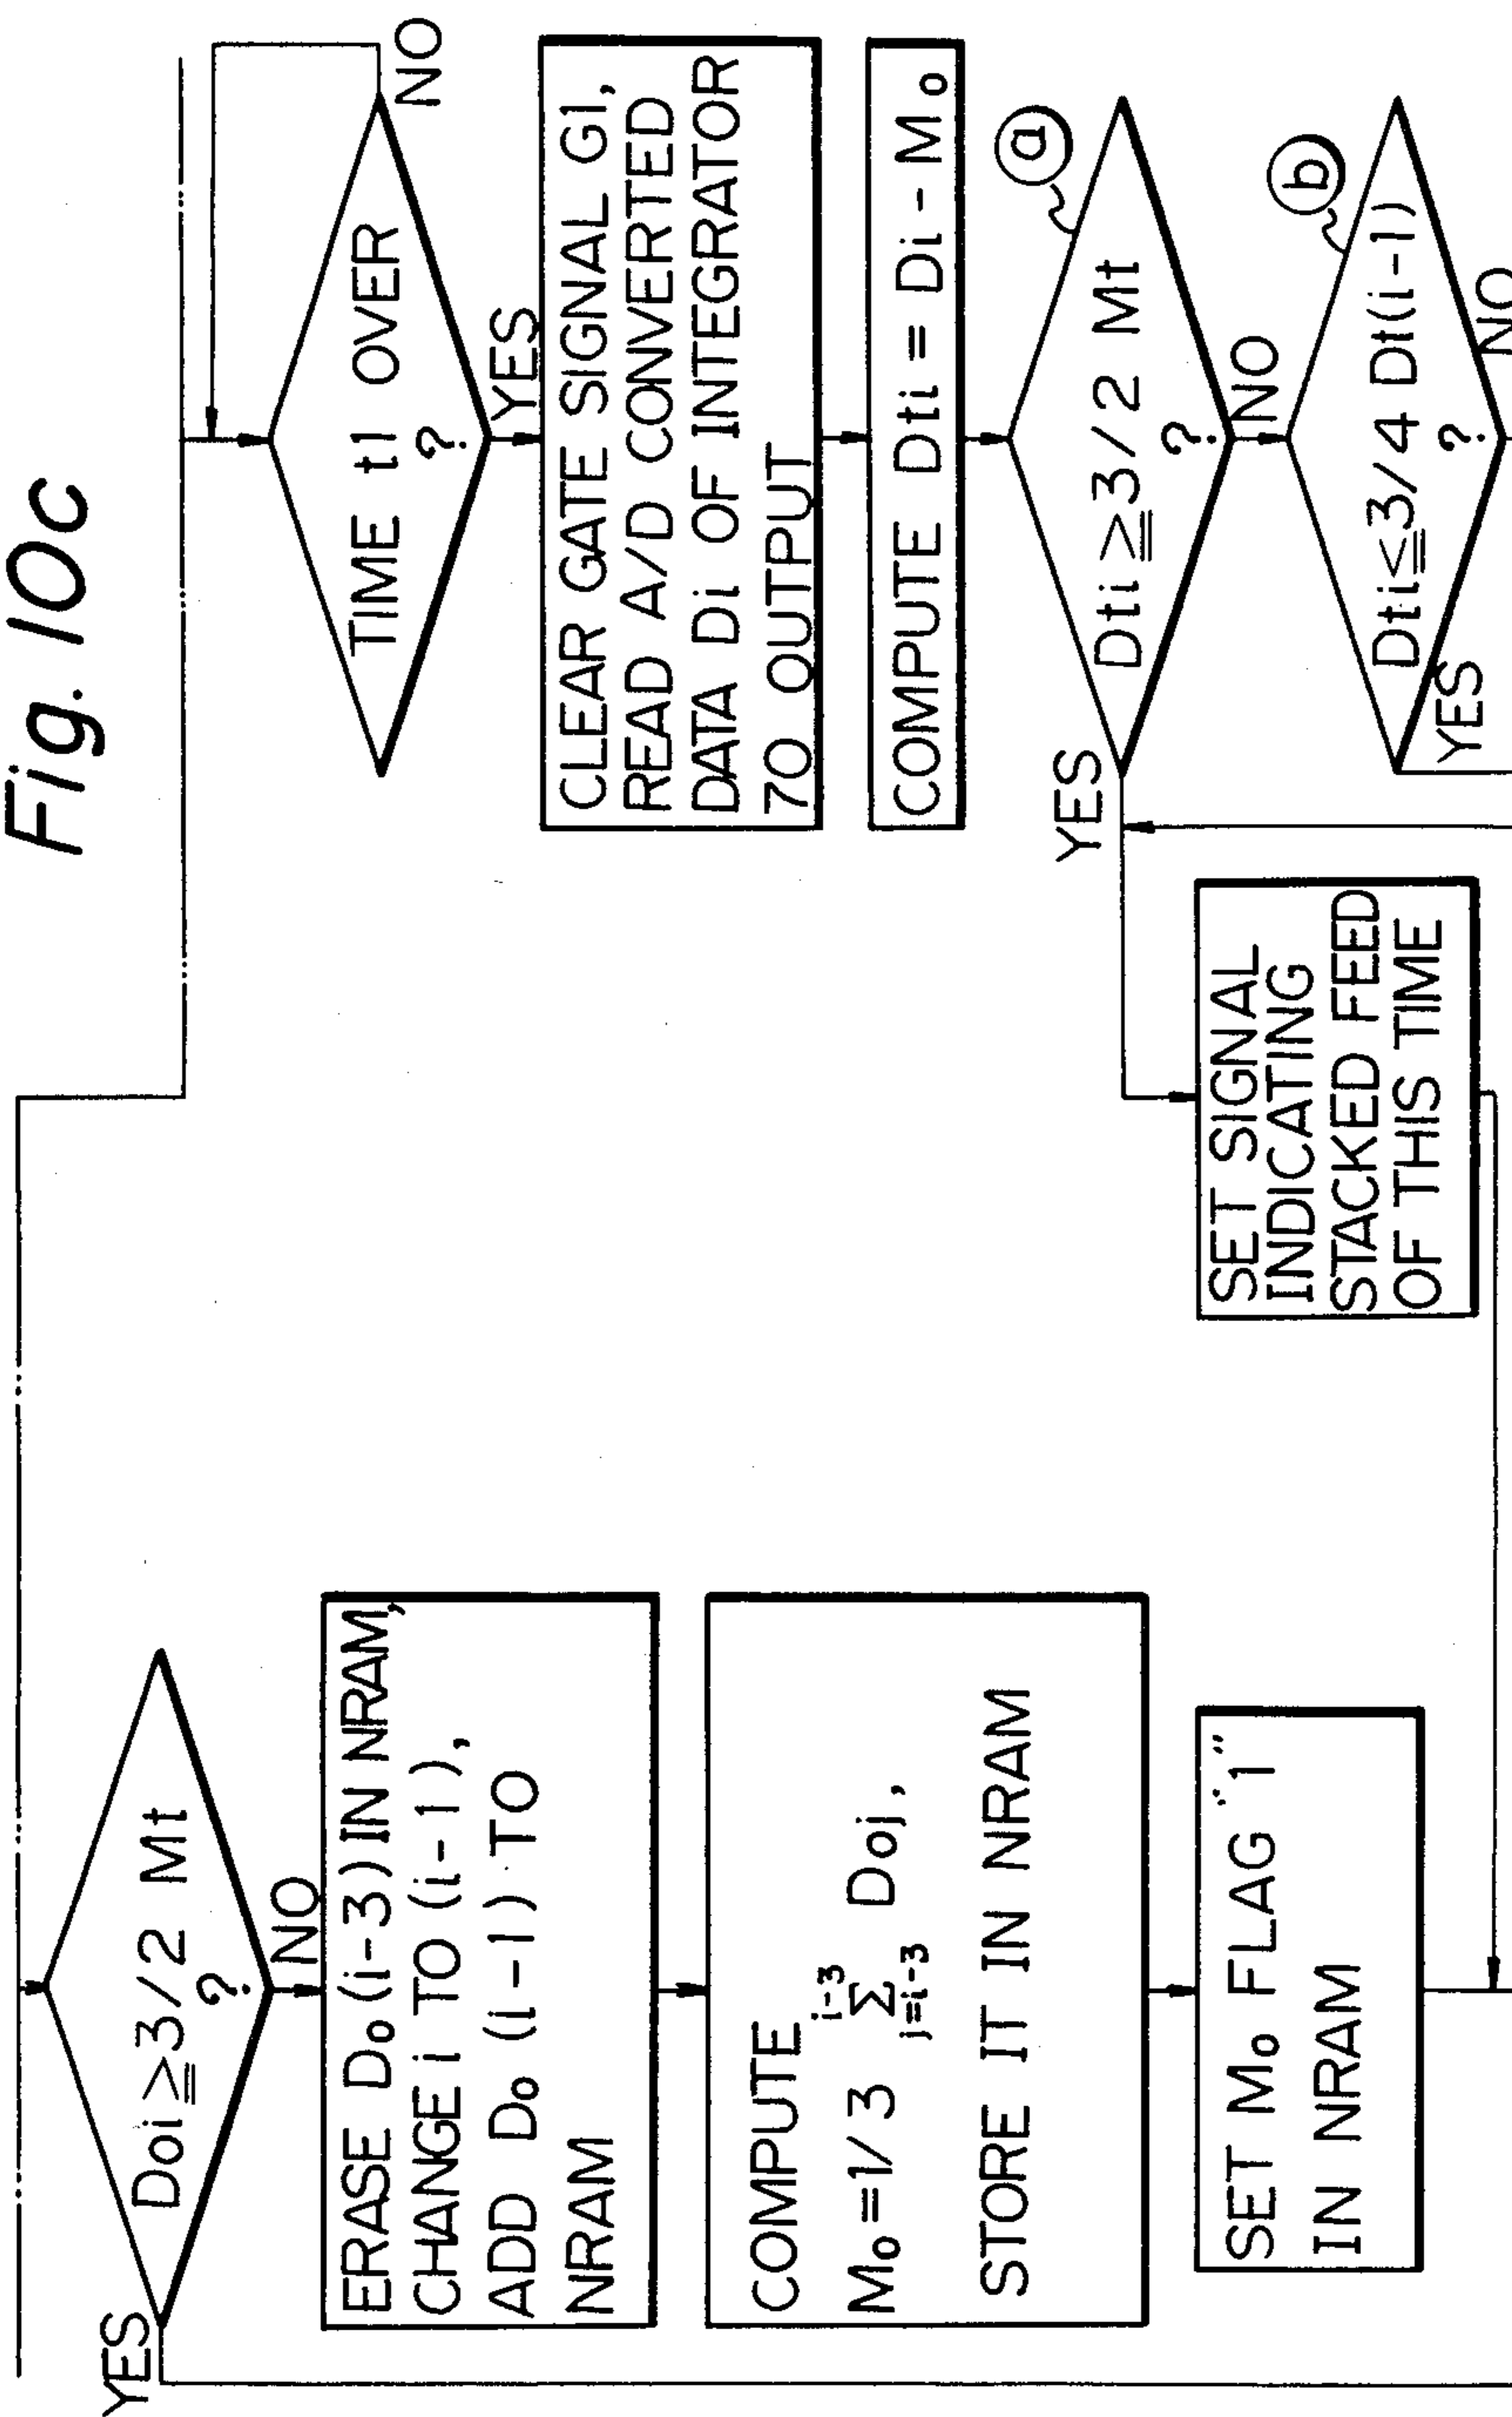 Fig. 10c
YES
Doi ≧ 3/2 Mt
?
NO
ERASE Do (i-3) IN NRAM,
CHANGE i TO (i-1),
ADD Do (i-1) TO
NRAM
COMPUTE
i-3
Mo = 1/3 Σ Doj,
j=i-3
STORE IT IN NRAM
SET Mo FLAG "1"
IN NRAM
TIME t1 OVER
?
NO
YES
CLEAR GATE SIGNAL G1,
READ A/D CONVERTED
DATA Di OF INTEGRATOR
70 OUTPUT
COMPUTE Dti = Di - Mo
a
YES
Dti ≧ 3/2 Mt
?
NO
b
Dti ≦ 3/4 Dt(i-1)
?
YES
NO
SET SIGNAL
INDICATING
STACKED FEED
OF THIS TIME